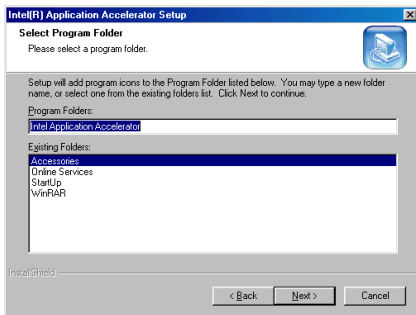 Intel(R) Application Accelerator Setup
Select Program Folder
Please select a program folder.
Setup will add program icons to the Program Folder listed below. You may type a new folder
name, or select one from the existing folders list. Click Next to continue.
Program Folders:
Intel Application Accelerator
Existing Folders:
Accessories
Online Services
StartUp
WinRAR
InstallShield
< Back Next > Cancel